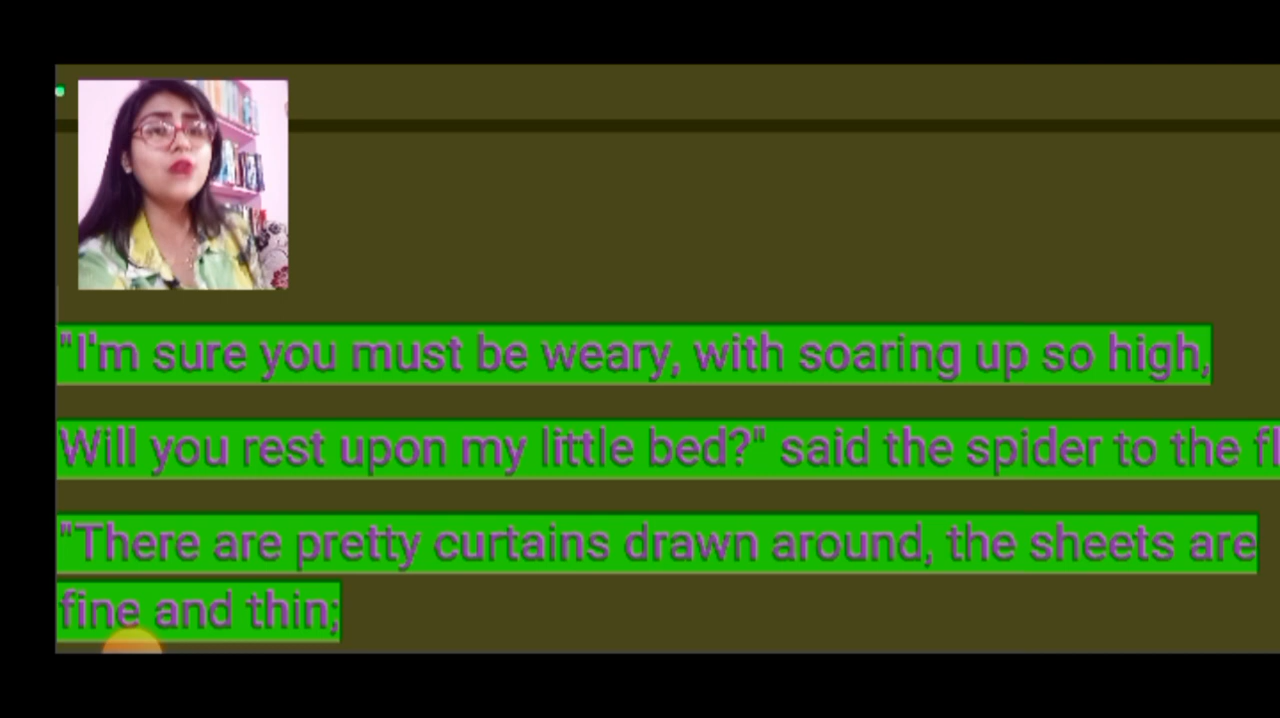 "I'm sure you must be weary, with soaring up so high,
Will you rest upon my little bed?" said the spider to the
"There are pretty curtains drawn around, the sheets are
fine and thin;